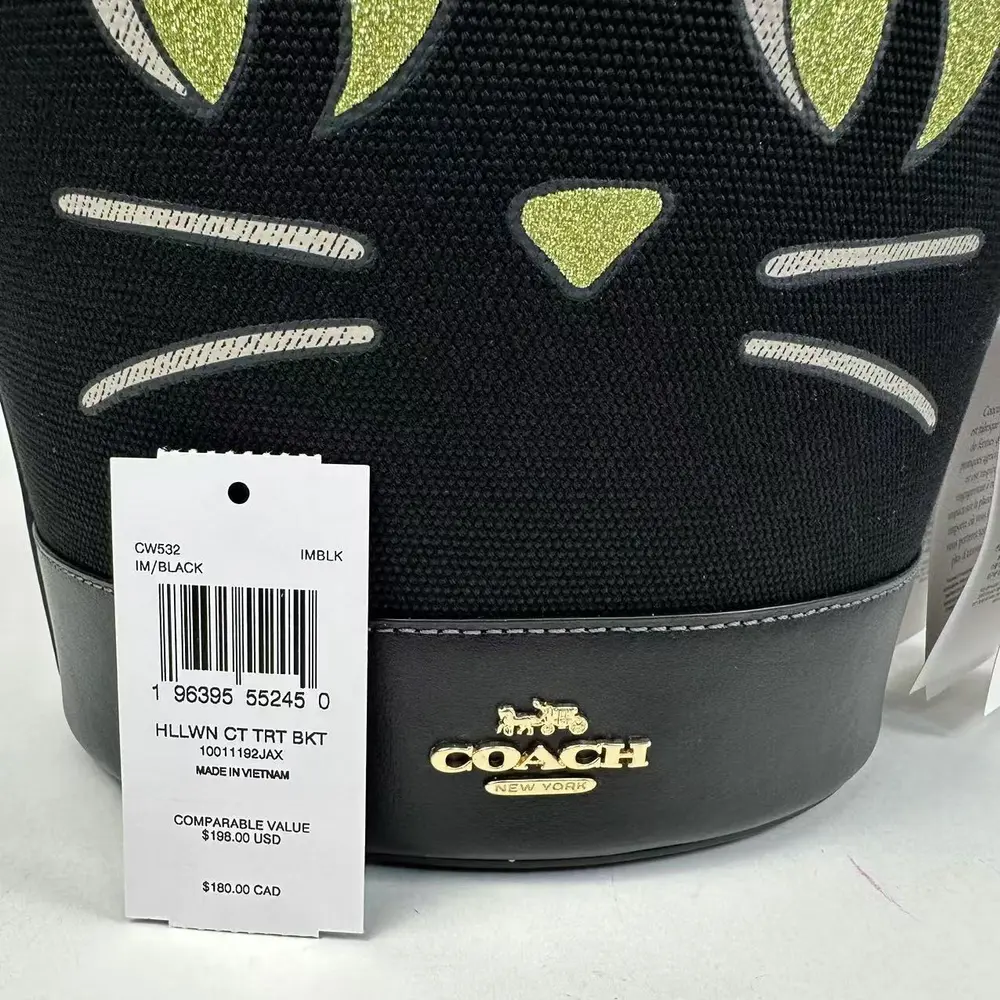 CW532 IMBLK
IM/BLACK
1 96395 55245 0
HLLWN CT TRT BKT
10011192JAX
MADE IN VIETNAM
COMPARABLE VALUE
$198.00 USD
$180.00 CAD
COACH
NEW YORK
Coach